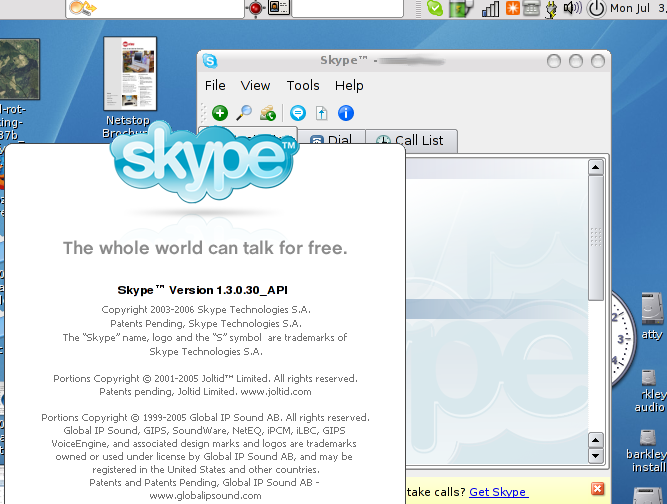 Mon Jul 3,
Skype™ -
File View Tools Help
Netstop
Brochu
Dial
Call List
skype™
The whole world can talk for free.
Skype™ Version 1.3.0.30_API
Copyright 2003-2006 Skype Technologies S.A.
Patents Pending, Skype Technologies S.A.
The "Skype" name, logo and the "S" symbol are trademarks of
Skype Technologies S.A.
Portions Copyright © 2001-2005 Joltid™ Limited. All rights reserved.
Patents pending, Joltid Limited. www.joltid.com
Portions Copyright © 1999-2005 Global IP Sound AB. All rights reserved.
Global IP Sound, GIPS, SoundWare, NetEQ, iPCM, iLBC, GIPS
VoiceEngine, and associated design marks and logos are trademarks
owned or used under license by Global IP Sound AB, and may be
registered in the United States and other countries.
Patents and Patents Pending, Global IP Sound AB -
www.globalipsound.com
take calls? Get Skype
l-rot-
ing-
87b
2
3
4
atty
rkley
audio
barkley
install